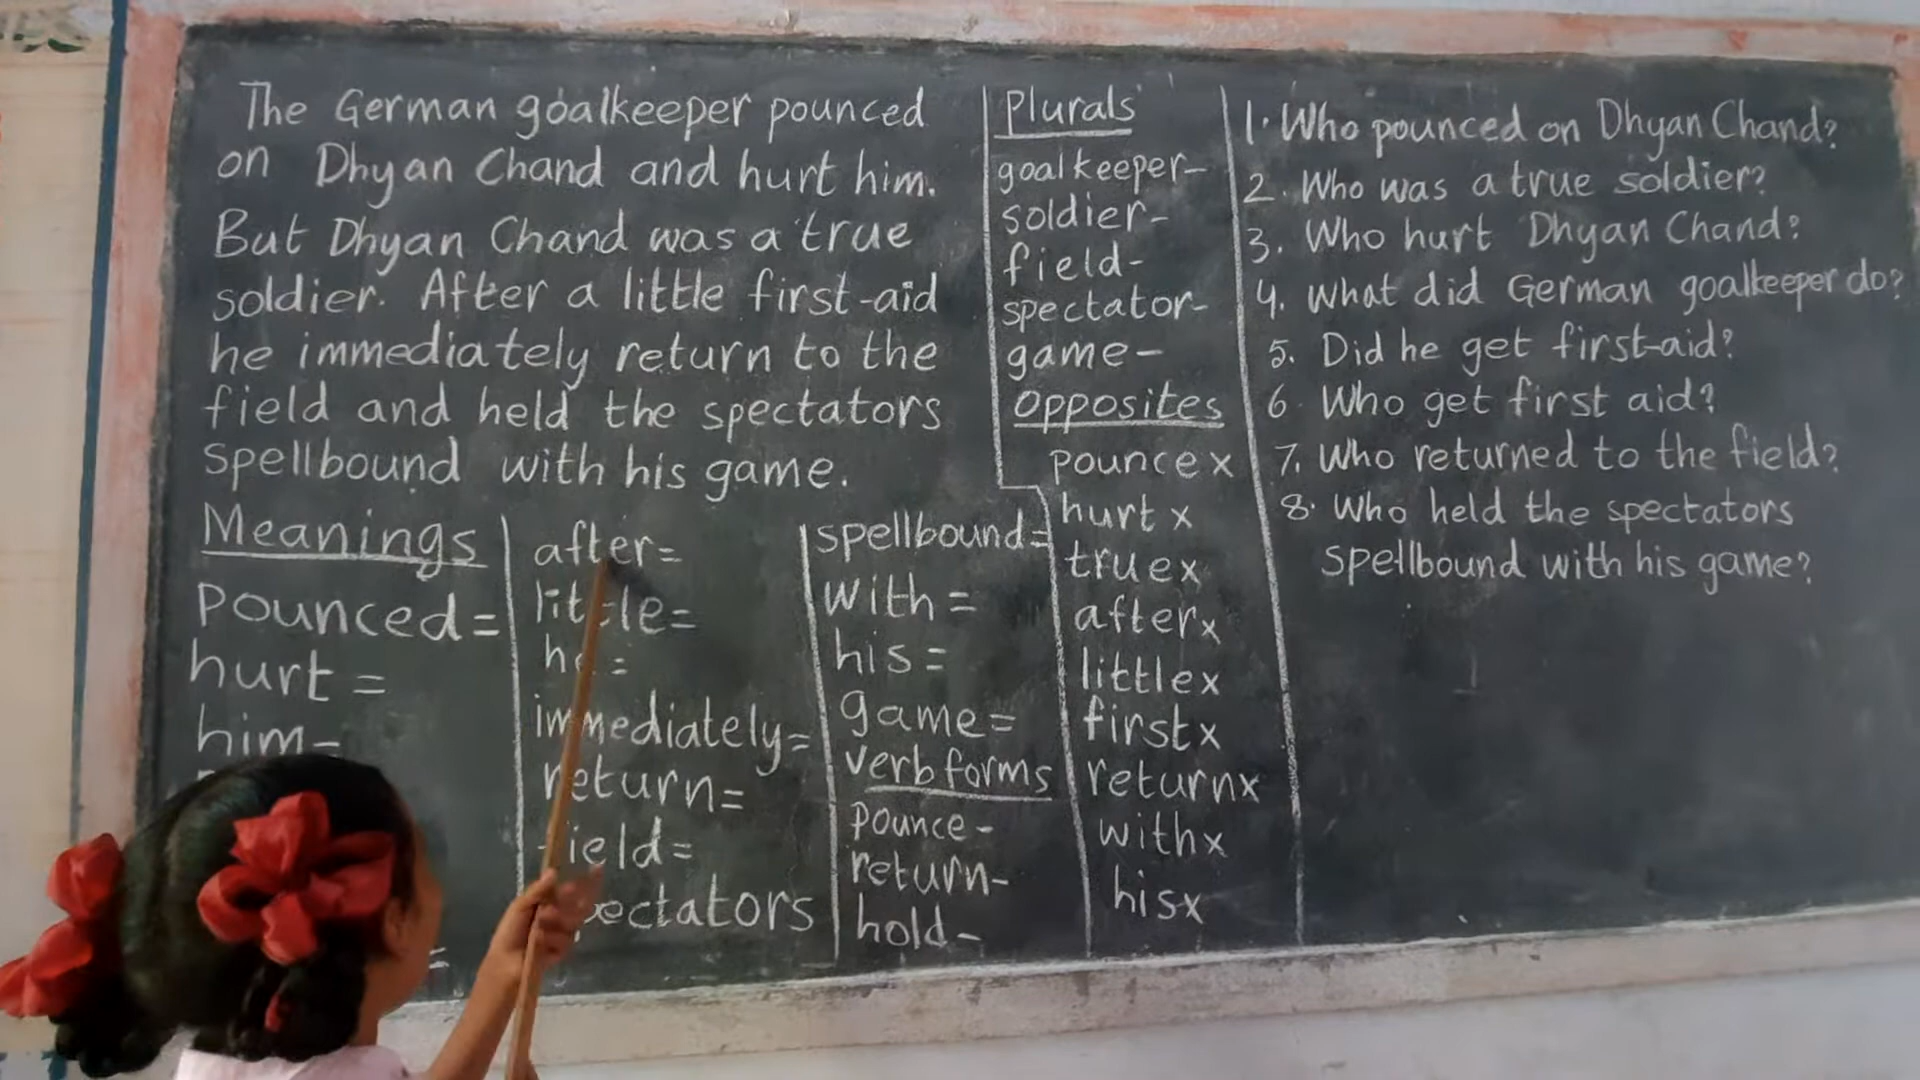 The German goalkeeper pounced
on Dhyan Chand and hurt him.
But Dhyan Chand was a true
soldier. After a little first-aid
he immediately return to the
field and held the spectators
spellbound with his game.
Meanings
Pounced=
hurt =
him=
after=
little=
immediately=
return=
field=
spectators
spellbound=
with =
his =
game=
verb forms
pounce-
return-
hold-
Plurals
goalkeeper-
soldier-
field-
spectator-
game-
opposites
pounce x
hurt x
true x
after x
little x
first x
return x
with x
his x
1. Who pounced on Dhyan Chand?
2. Who was a true soldier?
3. Who hurt Dhyan Chand?
4. What did German goalkeeper do?
5. Did he get first-aid?
6. Who get first aid?
7. Who returned to the field?
8. Who held the spectators
spellbound with his game?